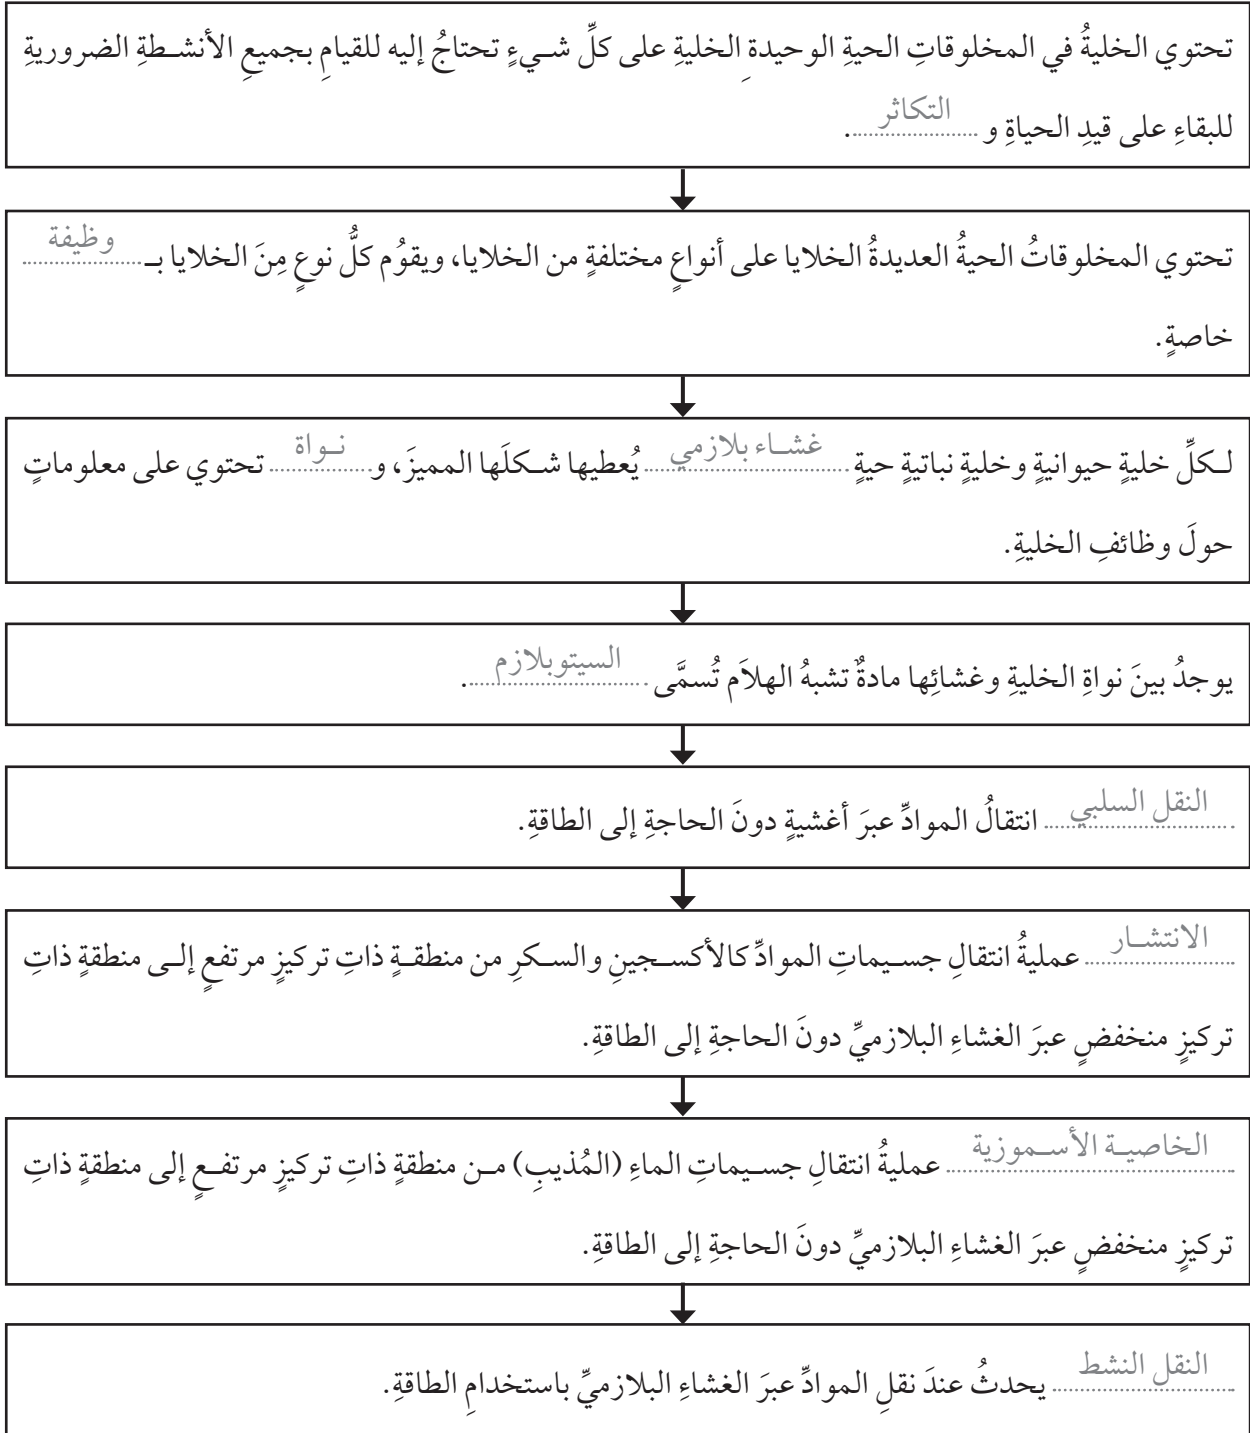 تحتوي الخليةُ في المخلوقاتِ الحيةِ الوحيدةِ الخليةِ على كلِّ شيءٍ تحتاجُ إليه للقيامِ بجميعِ الأنشطةِ الضروريةِ
للبقاءِ على قيدِ الحياةِ و التكاثر.
تحتوي المخلوقاتُ الحيةُ العديدةُ الخلايا على أنواعٍ مختلفةٍ من الخلايا، ويقوُم كلُّ نوعٍ مِنَ الخلايا بـ وظيفة
خاصةٍ.
لكلِّ خليةٍ حيوانيةٍ وخليةٍ نباتيةٍ حيةٍ غشاء بلازمي يُعطيها شكلَها المميزَ، و نواة تحتوي على معلوماتٍ
حولَ وظائفِ الخليةِ.
يوجدُ بينَ نواةِ الخليةِ وغشائِها مادةٌ تشبهُ الهلاَم تُسمَّى السيتوبلازم.
النقل السلبي انتقالُ الموادِّ عبرَ أغشيةٍ دونَ الحاجةِ إلى الطاقةِ.
الانتشار عمليةُ انتقالِ جسيماتِ الموادِّ كالأكسجينِ والسكرِ من منطقةٍ ذاتِ تركيزٍ مرتفعٍ إلى منطقةٍ ذاتِ
تركيزٍ منخفضٍ عبرَ الغشاءِ البلازميِّ دونَ الحاجةِ إلى الطاقةِ.
الخاصية الأسموزية عمليةُ انتقالِ جسيماتِ الماءِ (المُذيبِ) من منطقةٍ ذاتِ تركيزٍ مرتفعٍ إلى منطقةٍ ذاتِ
تركيزٍ منخفضٍ عبرَ الغشاءِ البلازميِّ دونَ الحاجةِ إلى الطاقةِ.
النقل النشط يحدثُ عندَ نقلِ الموادِّ عبرَ الغشاءِ البلازميِّ باستخدامِ الطاقةِ.